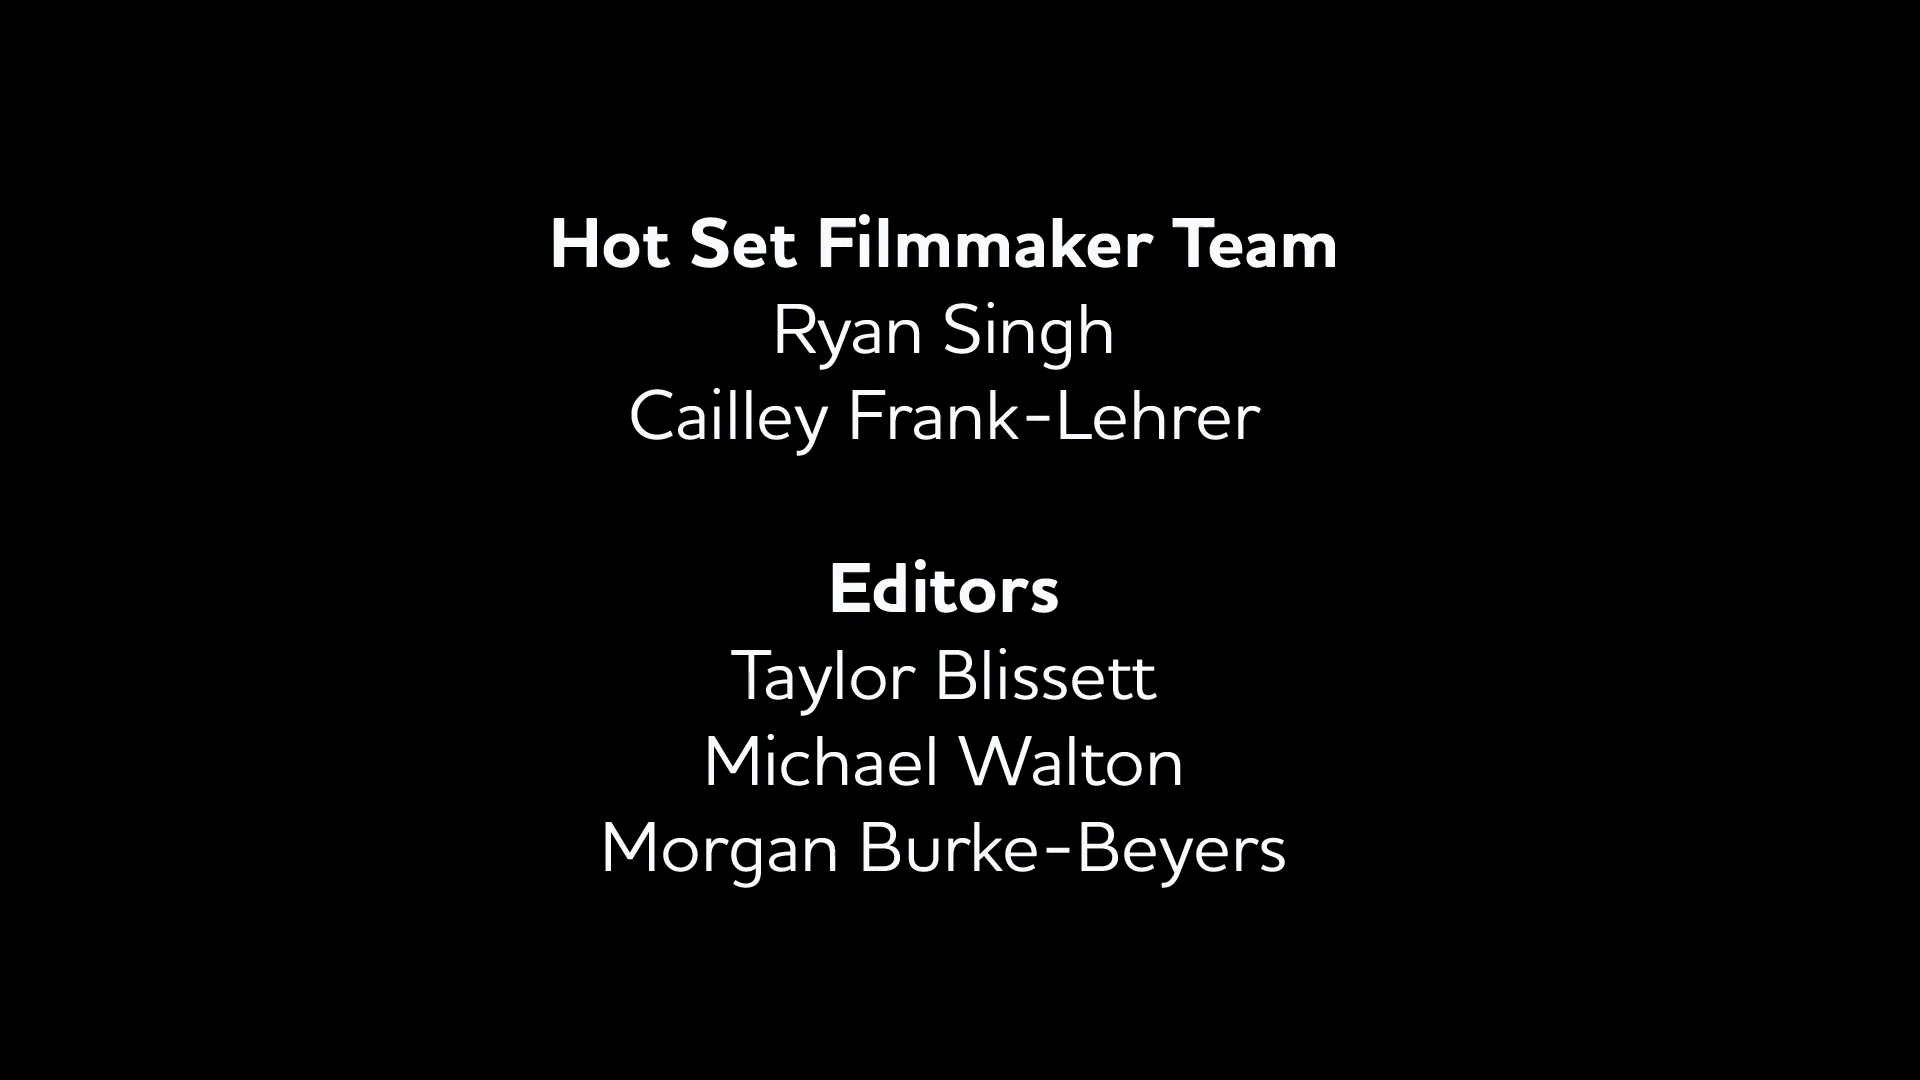 Hot Set Filmmaker Team
Ryan Singh
Cailley Frank-Lehrer
Editors
Taylor Blissett
Michael Walton
Morgan Burke-Beyers